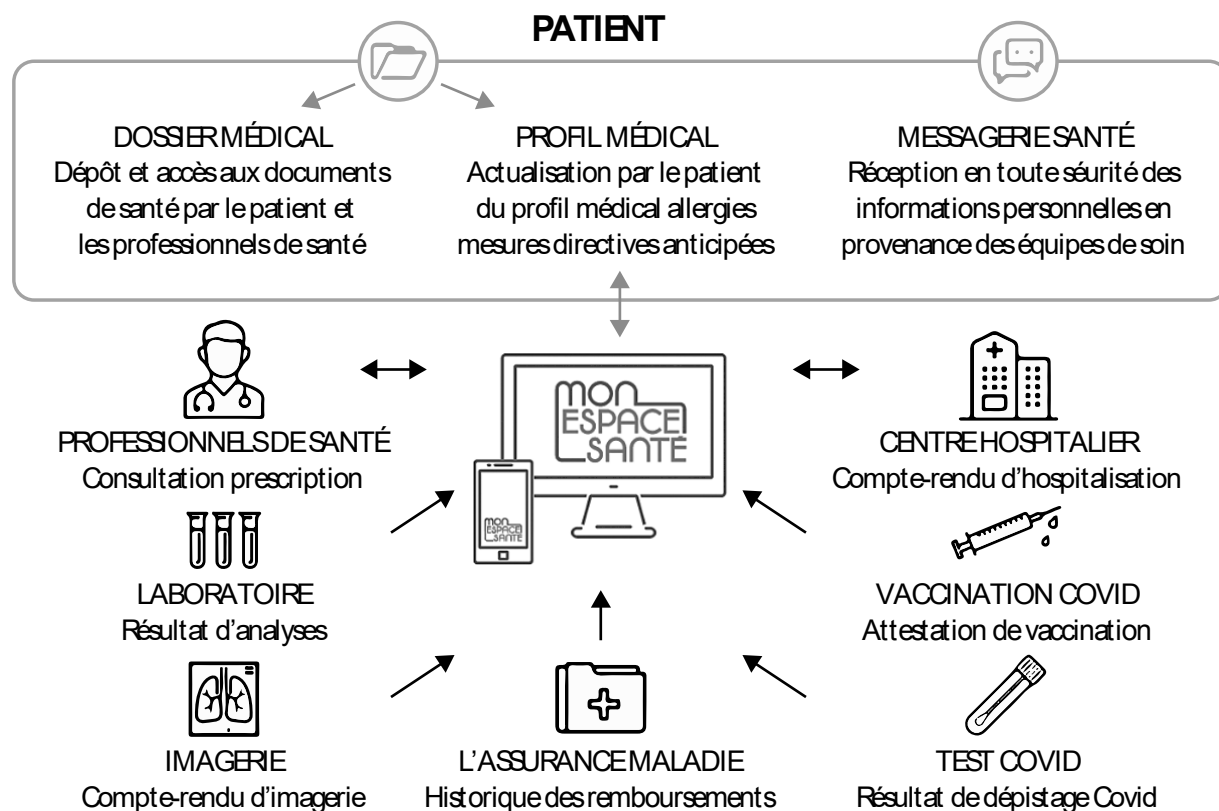 PATIENT
DOSSIER MÉDICAL
Dépôt et accès aux documents
de santé par le patient et
les professionnels de santé
PROFIL MÉDICAL
Actualisation par le patient
du profil médical allergies
mesures directives anticipées
MESSAGERIE SANTÉ
Réception en toute séurité des
informations personnelles en
provenance des équipes de soin
PROFESSIONNELS DE SANTÉ
Consultation prescription
MON
ESPACE
SANTÉ
MON
ESPACE
SANTÉ
CENTRE HOSPITALIER
Compte-rendu d’hospitalisation
LABORATOIRE
Résultat d’analyses
VACCINATION COVID
Attestation de vaccination
IMAGERIE
Compte-rendu d’imagerie
L’ASSURANCE MALADIE
Historique des remboursements
TEST COVID
Résultat de dépistage Covid